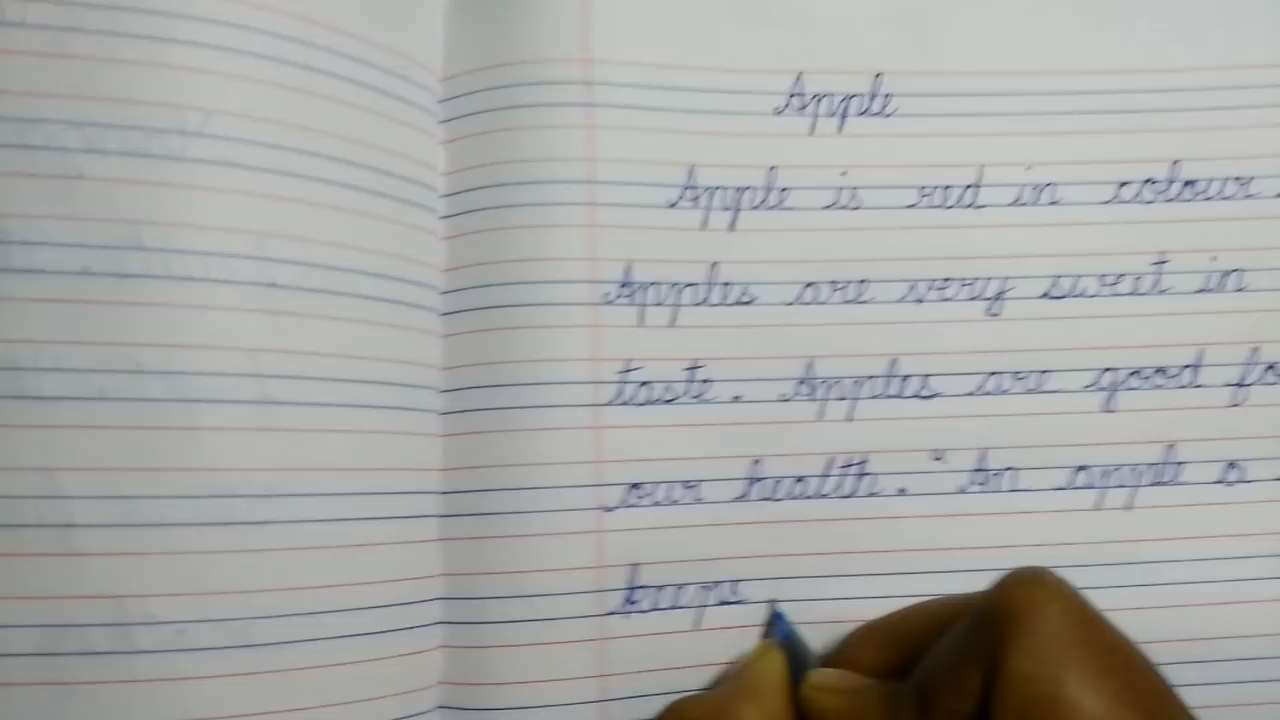 Apple
Apple is red in colour.
Apples are very sweet in
taste. Apples are good fo
our health. "An apple a
keeps